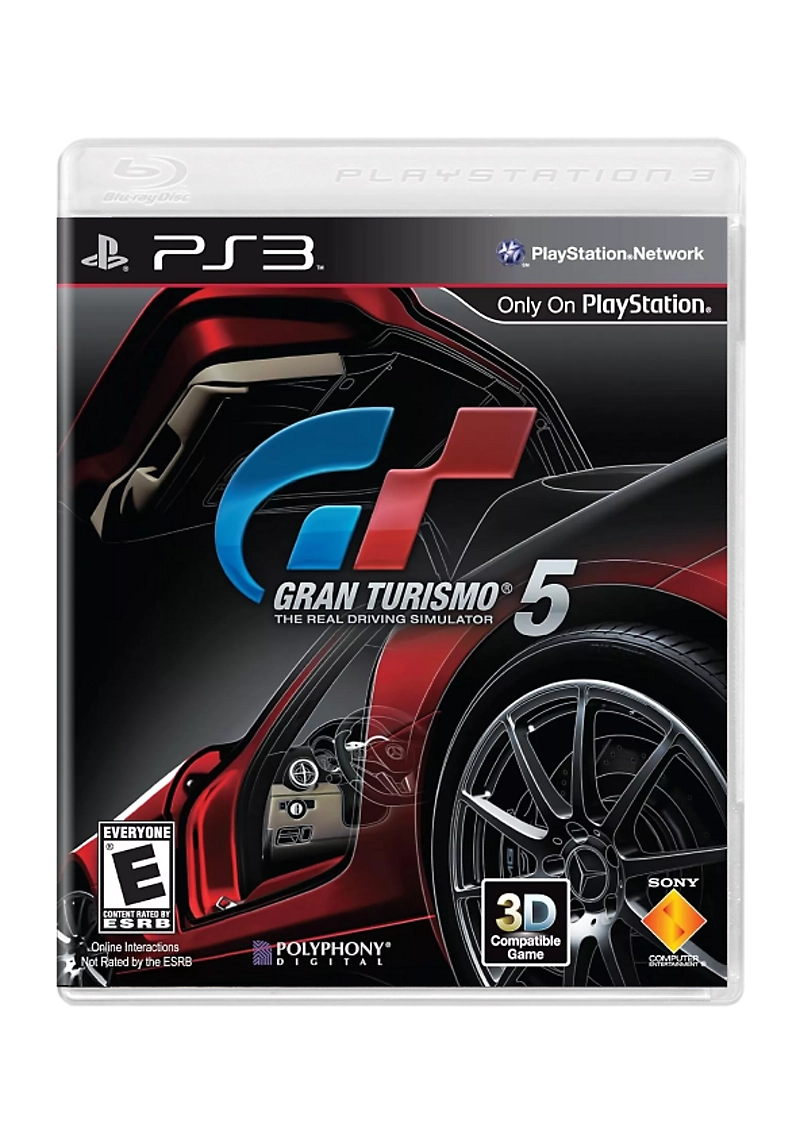 Blu-ray Disc
PLAYSTATION 3
PS3™
PlayStation®Network
Only On PlayStation®
GT
GRAN TURISMO® 5
THE REAL DRIVING SIMULATOR
AMG
EVERYONE
E®
CONTENT RATED BY
ESRB
Online Interactions
Not Rated by the ESRB
POLYPHONY®
DIGITAL
3D
Compatible
Game
SONY
COMPUTER
ENTERTAINMENT®